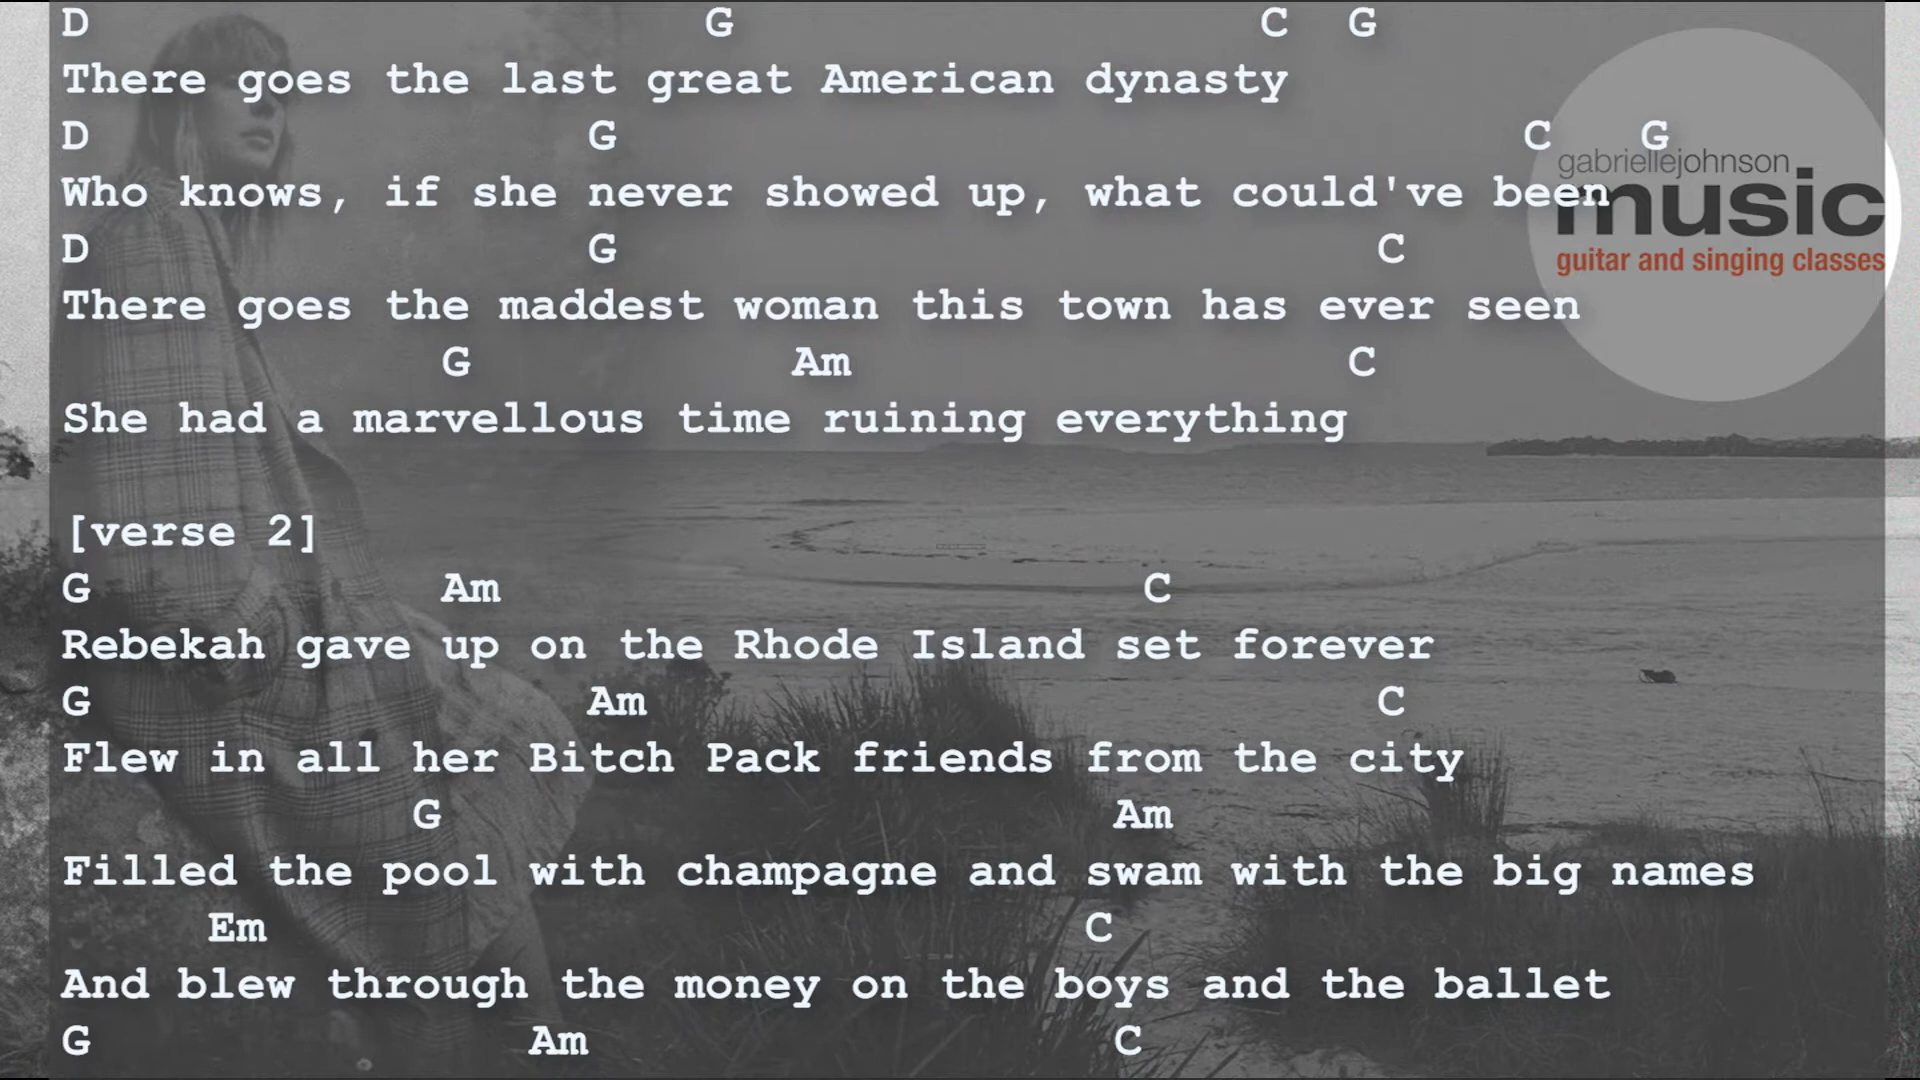 D G C G
There goes the last great American dynasty
D G C G
Who knows, if she never showed up, what could've been
D G C
There goes the maddest woman this town has ever seen
G Am C
She had a marvellous time ruining everything
[verse 2]
G Am C
Rebekah gave up on the Rhode Island set forever
G Am C
Flew in all her Bitch Pack friends from the city
G Am
Filled the pool with champagne and swam with the big names
Em C
And blew through the money on the boys and the ballet
G Am C
gabriellejohnson
music
guitar and singing classes